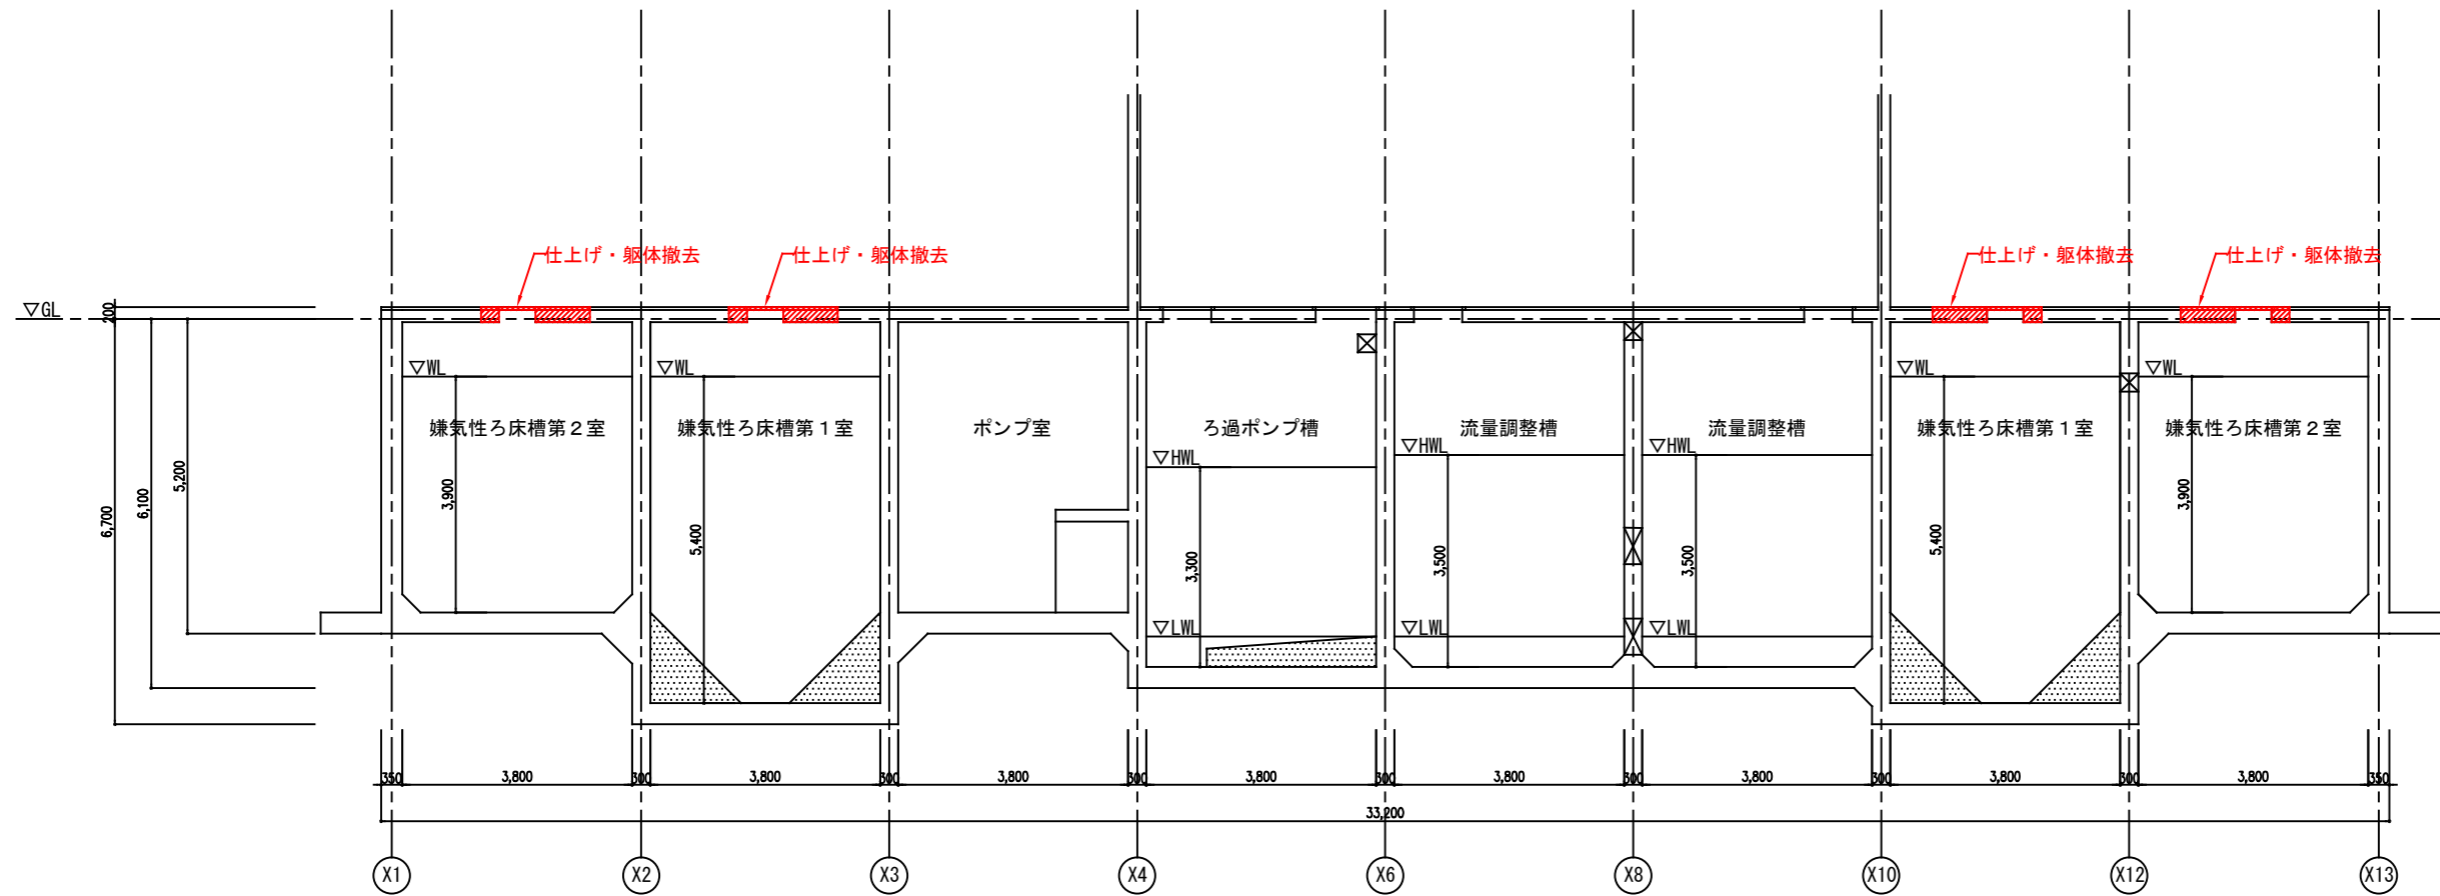 仕上げ・躯体撤去 仕上げ・躯体撤去 仕上げ・躯体撤去 仕上げ・躯体撤去
▽GL 200
▽WL ▽WL ▽WL ▽WL
嫌気性ろ床槽第２室 嫌気性ろ床槽第１室 ポンプ室 ろ過ポンプ槽 流量調整槽 流量調整槽 嫌気性ろ床槽第１室 嫌気性ろ床槽第２室
▽HWL ▽HWL ▽HWL
6,700 6,100 5,200 3,900 5,400 3,300 3,500 3,500 5,400 3,900
▽LWL ▽LWL ▽LWL
350 3,800 300 3,800 300 3,800 300 3,800 300 3,800 300 3,800 300 3,800 300 3,800 350
33,200
X1 X2 X3 X4 X6 X8 X10 X12 X13